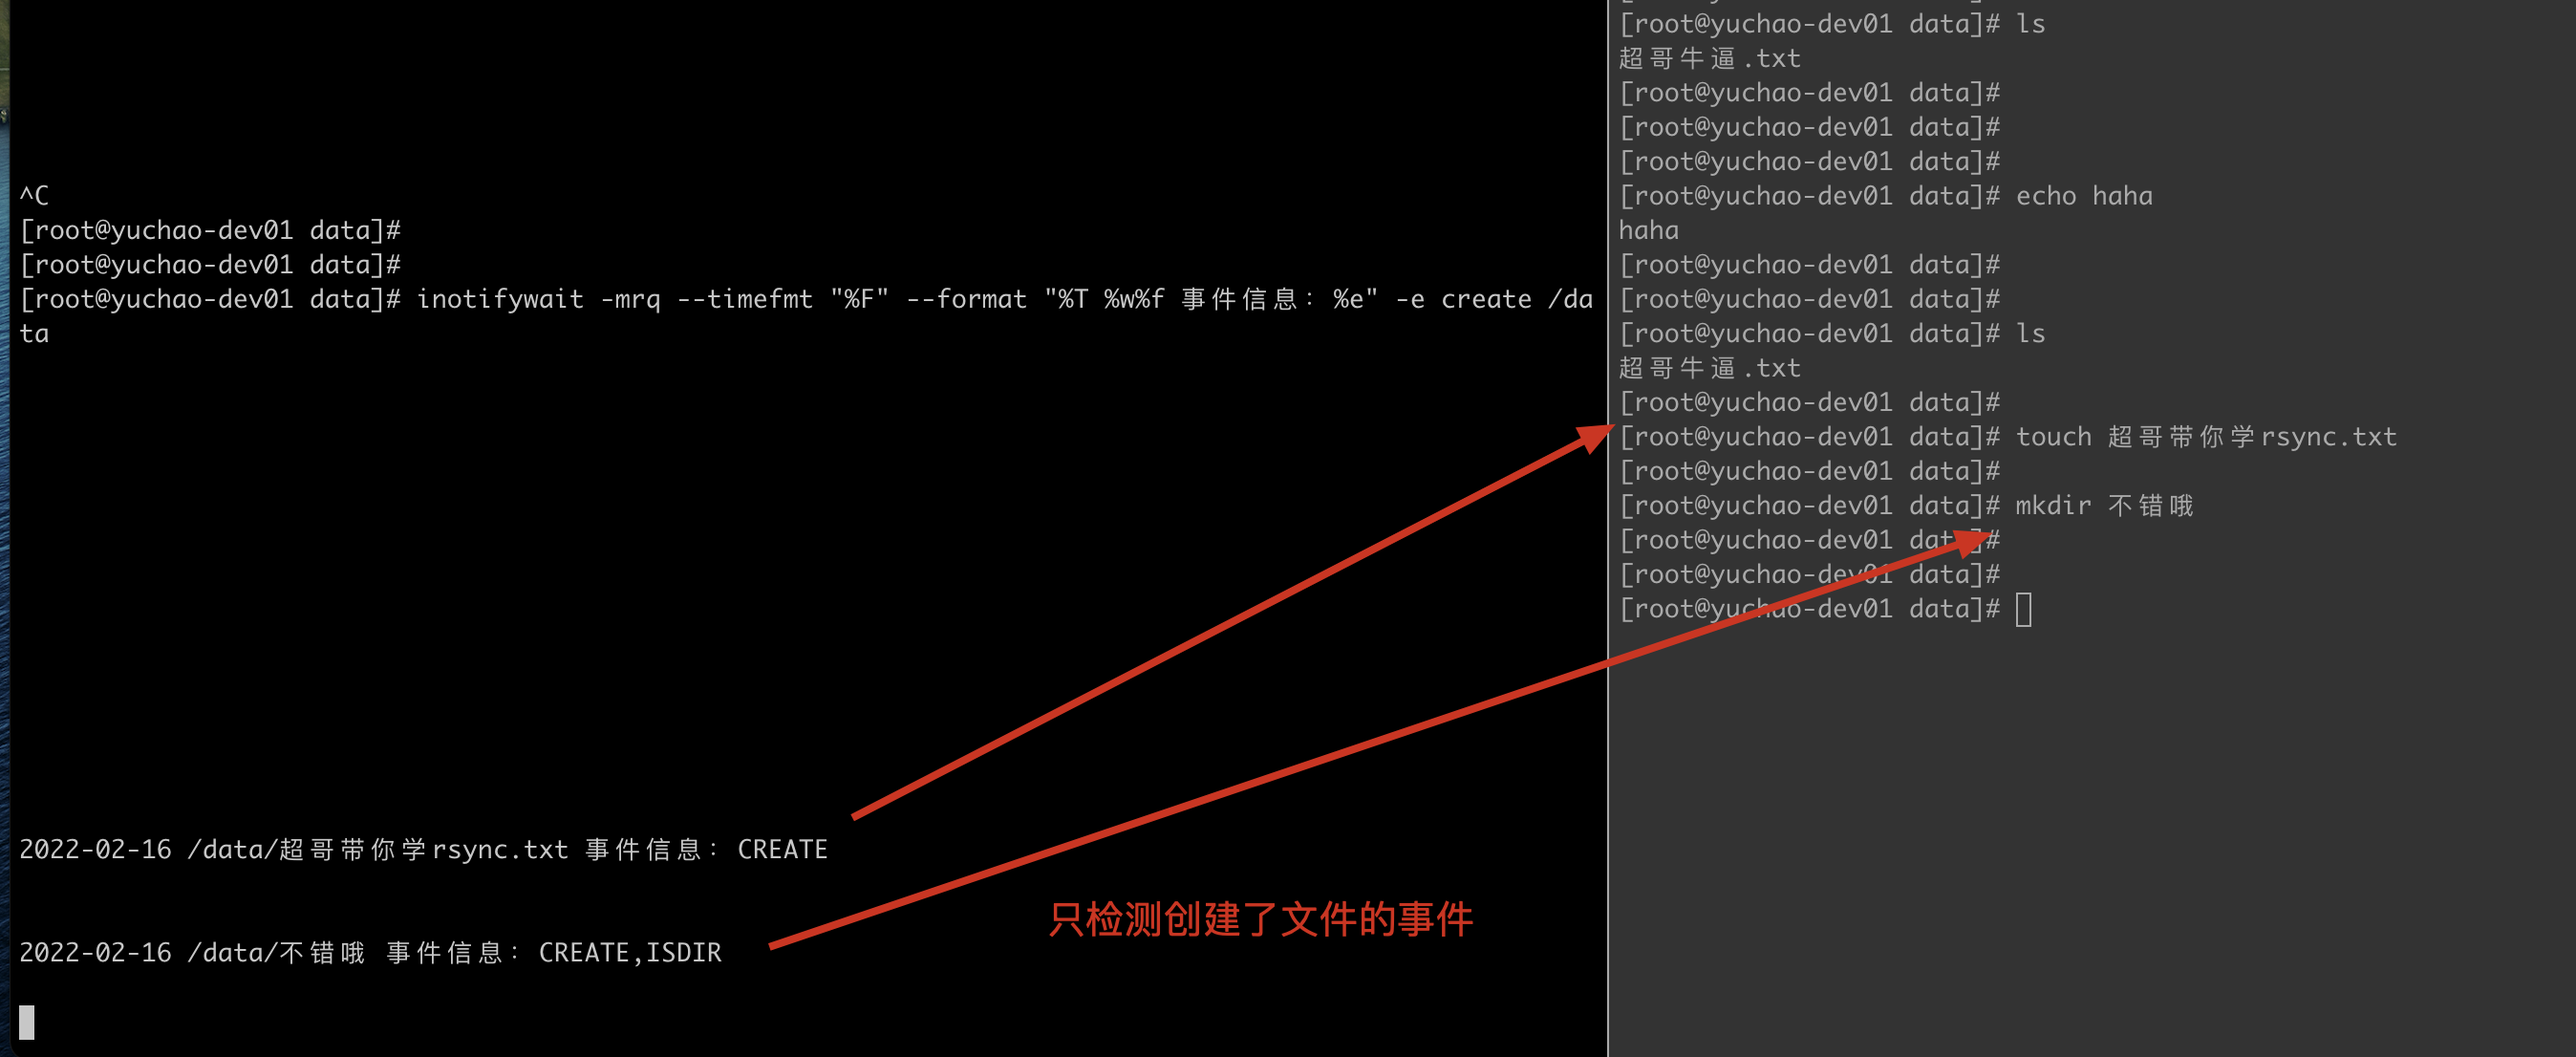 ^C
[root@yuchao-dev01 data]#
[root@yuchao-dev01 data]#
[root@yuchao-dev01 data]# inotifywait -mrq --timefmt "%F" --format "%T %w%f 事件信息: %e" -e create /da
ta
2022-02-16 /data/超哥带你学rsync.txt 事件信息: CREATE
2022-02-16 /data/不错哦 事件信息: CREATE,ISDIR
只检测创建了文件的事件
[root@yuchao-dev01 data]# ls
超哥牛逼.txt
[root@yuchao-dev01 data]#
[root@yuchao-dev01 data]#
[root@yuchao-dev01 data]#
[root@yuchao-dev01 data]# echo haha
haha
[root@yuchao-dev01 data]#
[root@yuchao-dev01 data]#
[root@yuchao-dev01 data]# ls
超哥牛逼.txt
[root@yuchao-dev01 data]#
[root@yuchao-dev01 data]# touch 超哥带你学rsync.txt
[root@yuchao-dev01 data]#
[root@yuchao-dev01 data]# mkdir 不错哦
[root@yuchao-dev01 data]#
[root@yuchao-dev01 data]#
[root@yuchao-dev01 data]#